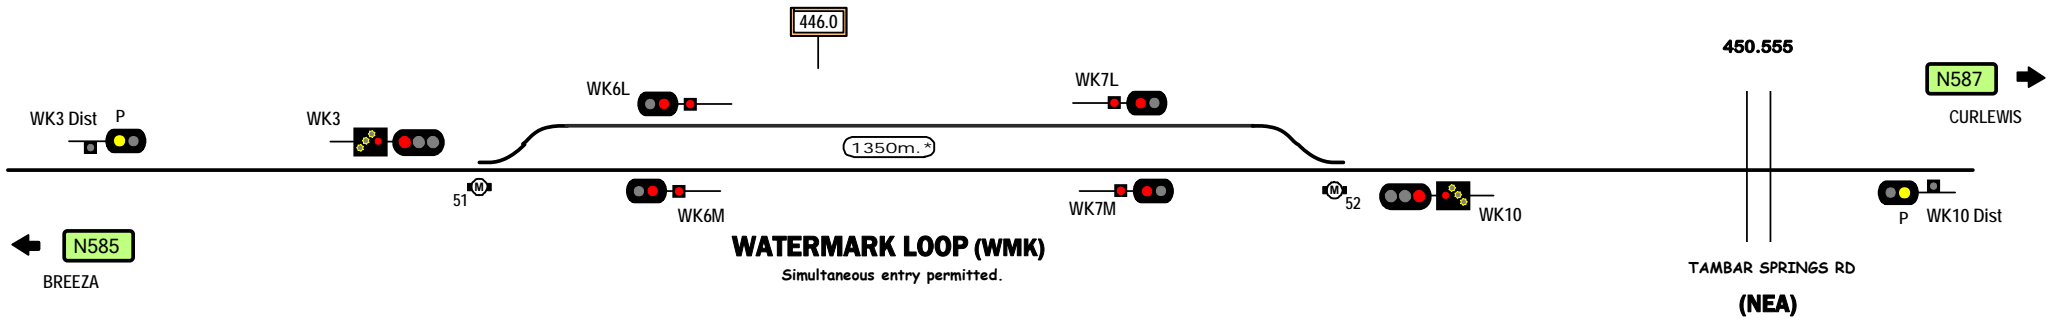 446.0
450.555
N587
CURLEWIS
WK6L
WK7L
WK3 Dist
P
WK3
1350m.*
51
M
WK6M
WK7M
M
52
WK10
P
WK10 Dist
N585
BREEZA
WATERMARK LOOP (WMK)
Simultaneous entry permitted.
TAMBAR SPRINGS RD
(NEA)